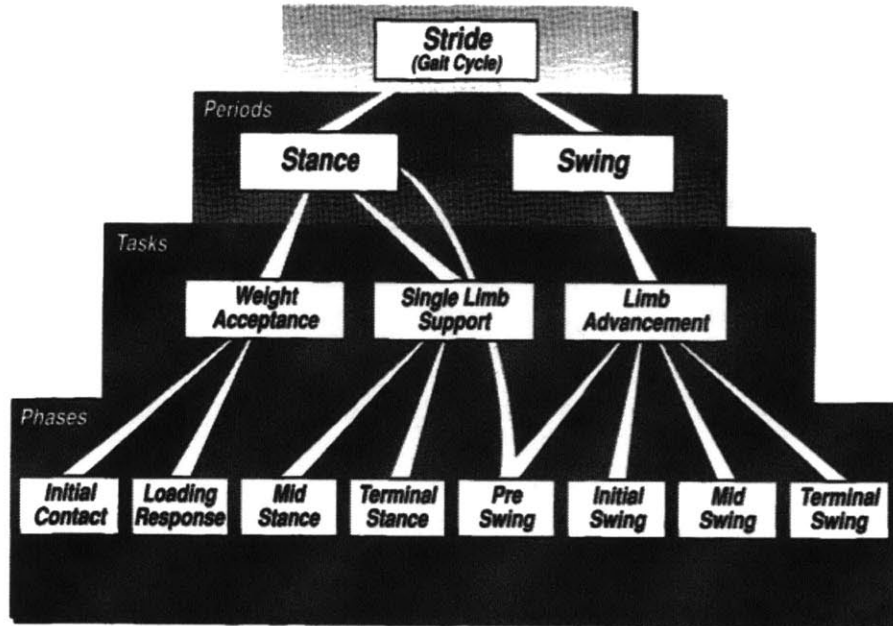 Stride
(Gait Cycle)
Periods
Stance
Swing
Tasks
Weight
Acceptance
Single Limb
Support
Limb
Advancement
Phases
Initial
Contact
Loading
Response
Mid
Stance
Terminal
Stance
Pre
Swing
Initial
Swing
Mid
Swing
Terminal
Swing